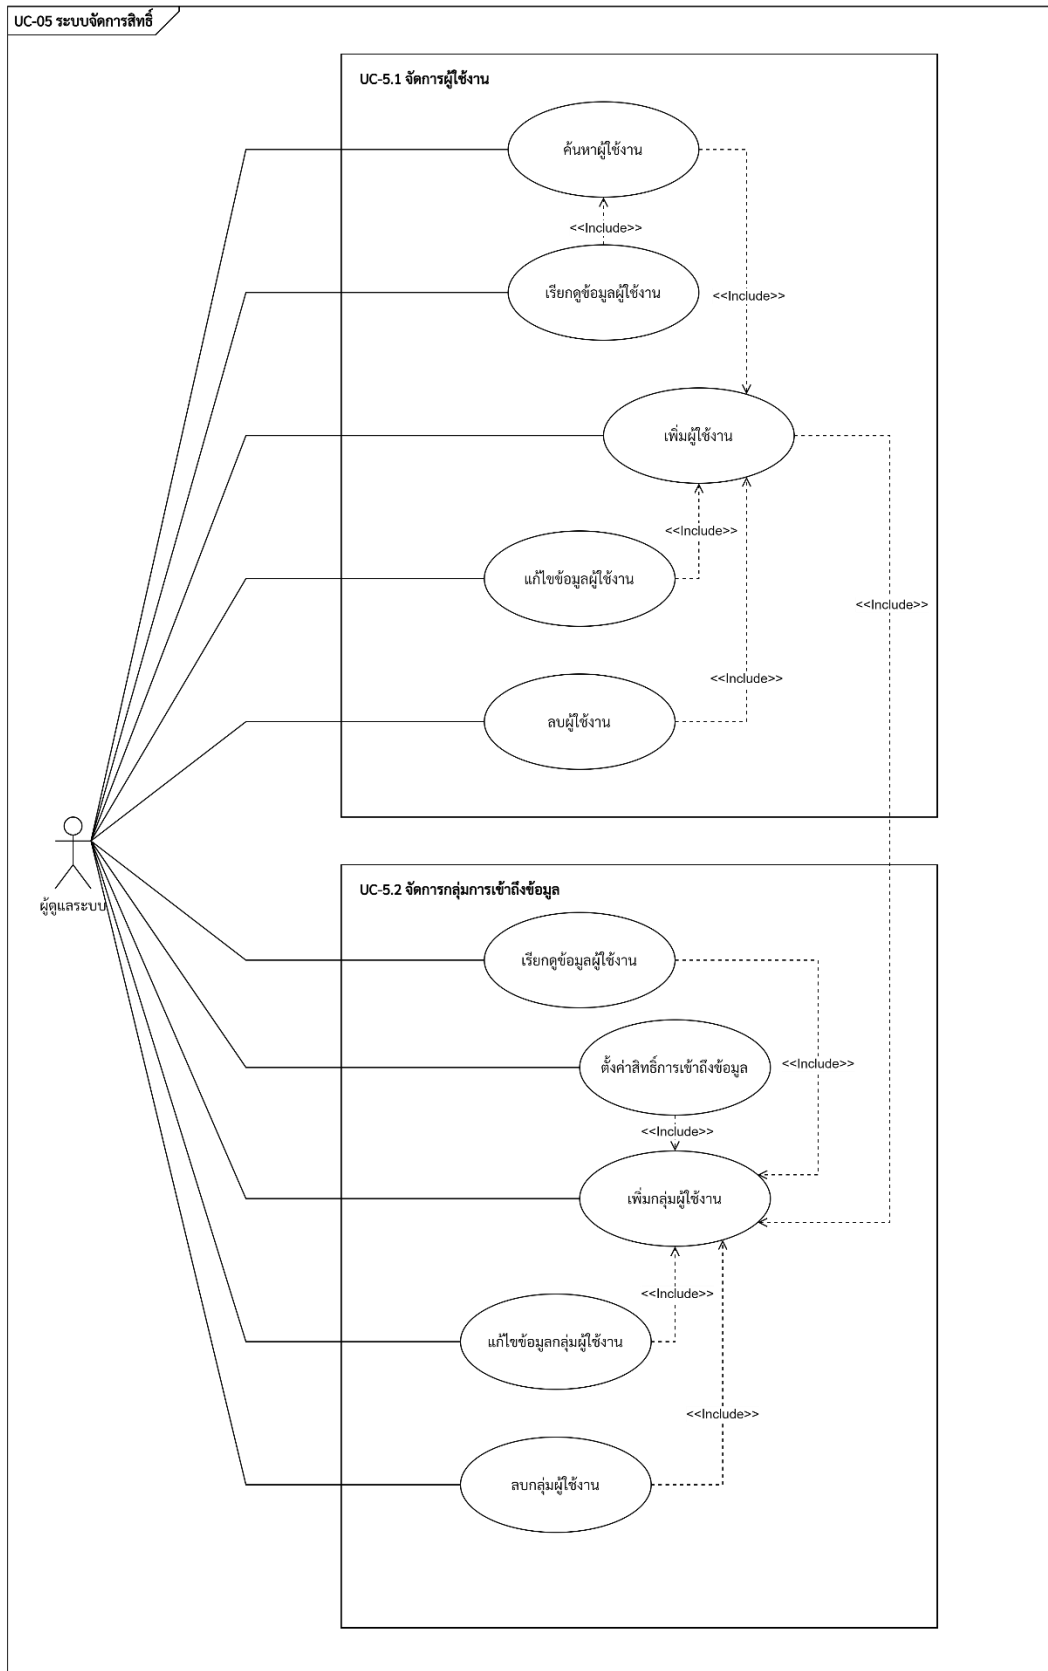 UC-05 ระบบจัดการสิทธิ์
UC-5.1 จัดการผู้ใช้งาน
ค้นหาผู้ใช้งาน
<<Include>>
เรียกดูข้อมูลผู้ใช้งาน
<<Include>>
เพิ่มผู้ใช้งาน
<<Include>>
แก้ไขข้อมูลผู้ใช้งาน
<<Include>>
<<Include>>
ลบผู้ใช้งาน
ผู้ดูแลระบบ
UC-5.2 จัดการกลุ่มการเข้าถึงข้อมูล
เรียกดูข้อมูลผู้ใช้งาน
ตั้งค่าสิทธิ์การเข้าถึงข้อมูล
<<Include>>
<<Include>>
เพิ่มกลุ่มผู้ใช้งาน
<<Include>>
แก้ไขข้อมูลกลุ่มผู้ใช้งาน
<<Include>>
ลบกลุ่มผู้ใช้งาน